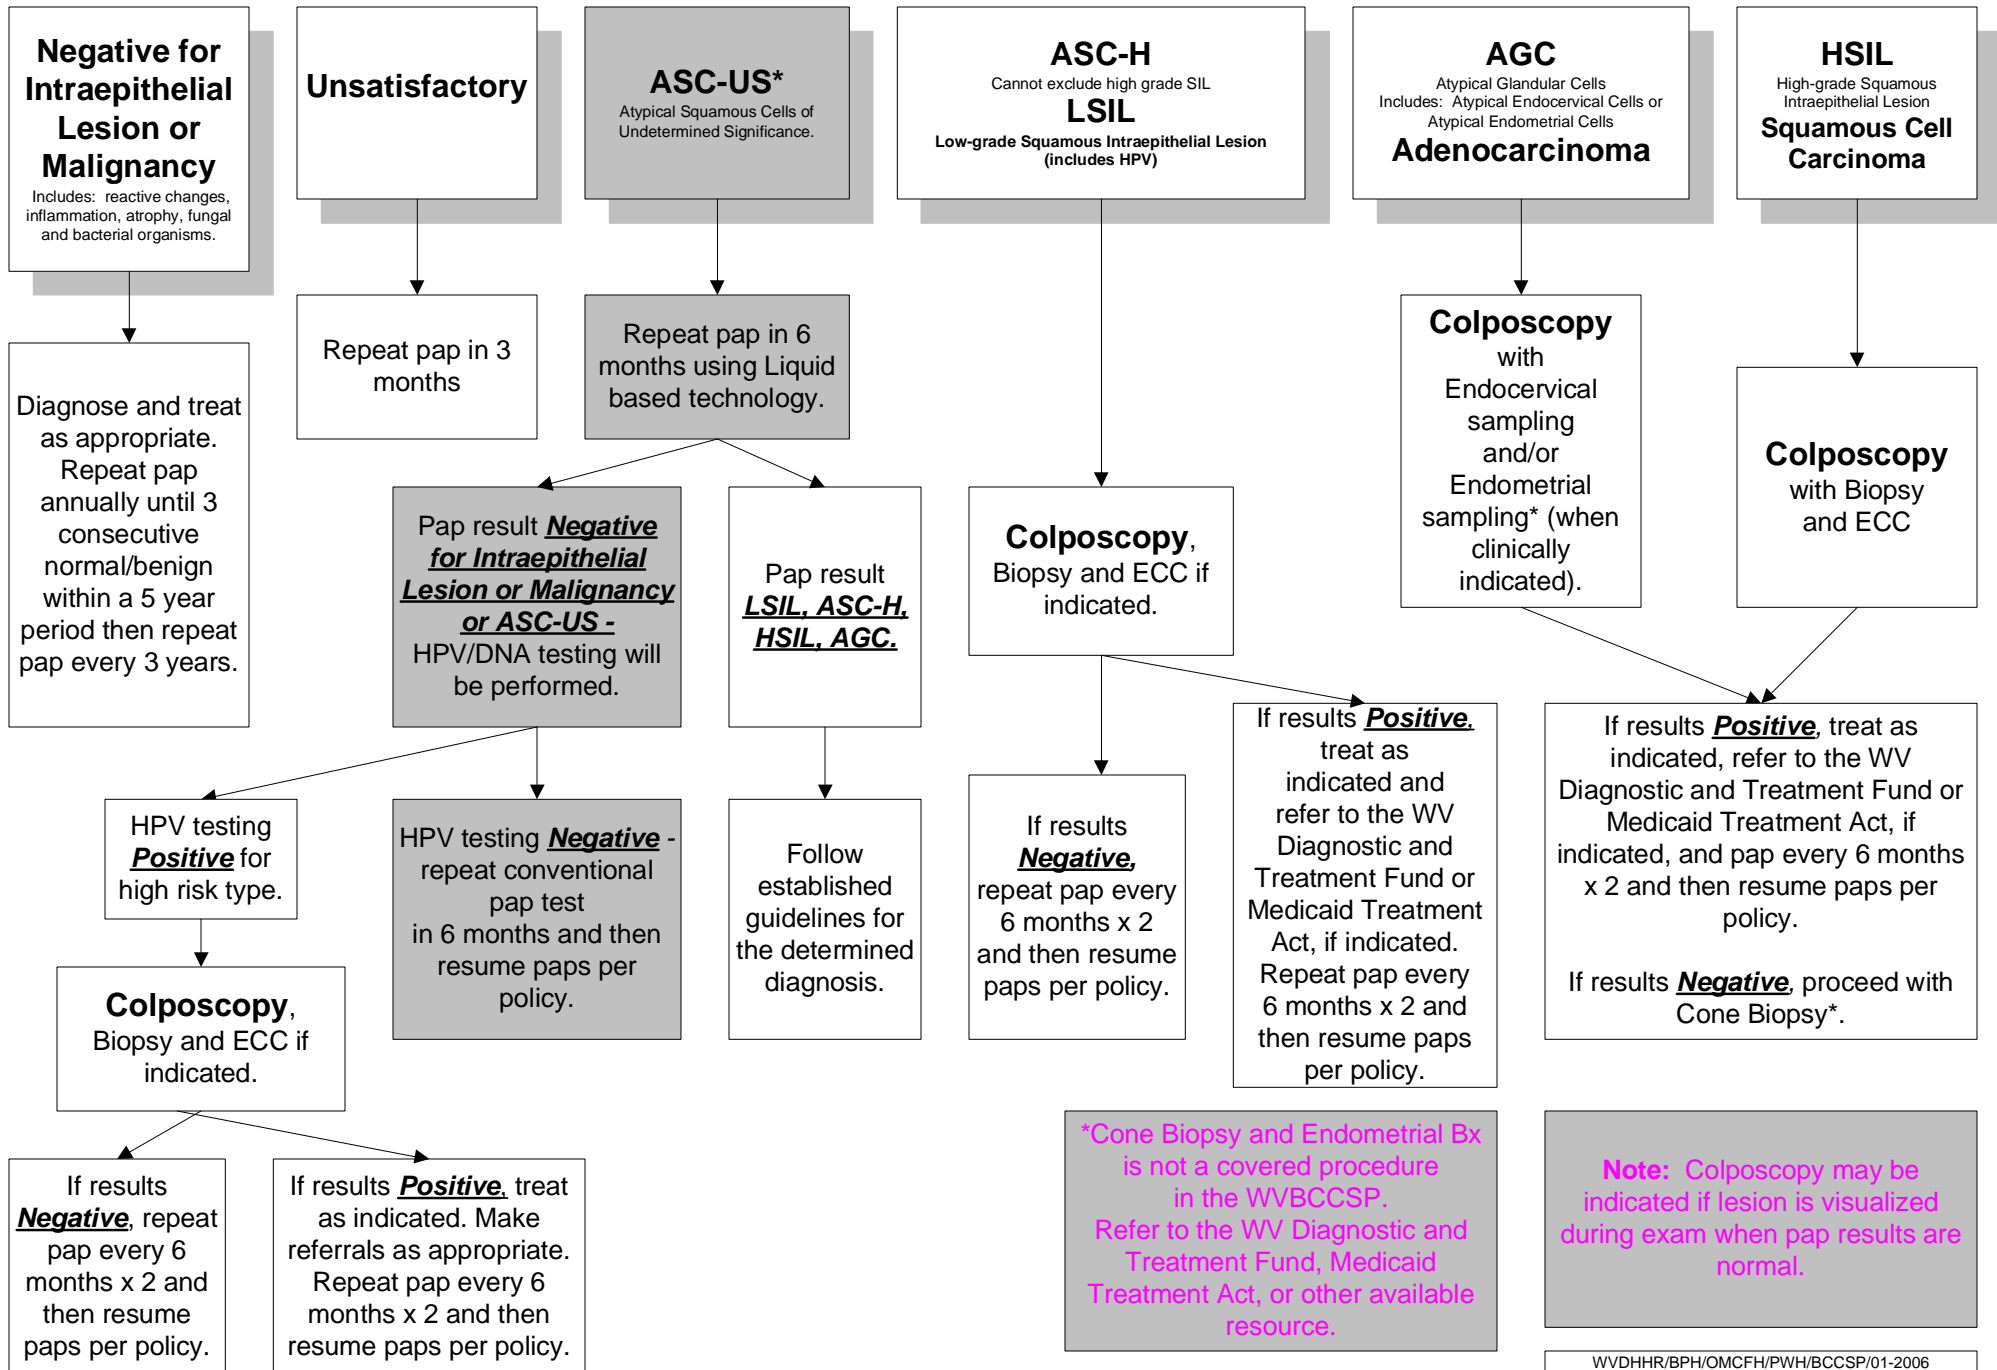 Negative for
Intraepithelial
Lesion or
Malignancy
Includes: reactive changes,
inflammation, atrophy, fungal
and bacterial organisms.
Unsatisfactory
ASC-US*
Atypical Squamous Cells of
Undetermined Significance.
ASC-H
Cannot exclude high grade SIL
LSIL
Low-grade Squamous Intraepithelial Lesion
(includes HPV)
AGC
Atypical Glandular Cells
Includes: Atypical Endocervical Cells or
Atypical Endometrial Cells
Adenocarcinoma
HSIL
High-grade Squamous
Intraepithelial Lesion
Squamous Cell
Carcinoma
Diagnose and treat
as appropriate.
Repeat pap
annually until 3
consecutive
normal/benign
within a 5 year
period then repeat
pap every 3 years.
Repeat pap in 3
months
Repeat pap in 6
months using Liquid
based technology.
Pap result Negative
for Intraepithelial
Lesion or Malignancy
or ASC-US -
HPV/DNA testing will
be performed.
Pap result
LSIL, ASC-H,
HSIL, AGC.
Colposcopy,
Biopsy and ECC if
indicated.
Colposcopy
with
Endocervical
sampling
and/or
Endometrial
sampling* (when
clinically
indicated).
Colposcopy
with Biopsy
and ECC
HPV testing
Positive for
high risk type.
HPV testing Negative -
repeat conventional
pap test
in 6 months and then
resume paps per
policy.
Follow
established
guidelines for
the determined
diagnosis.
If results
Negative,
repeat pap every
6 months x 2
and then resume
paps per policy.
If results Positive,
treat as
indicated and
refer to the WV
Diagnostic and
Treatment Fund or
Medicaid Treatment
Act, if indicated.
Repeat pap every
6 months x 2 and
then resume paps
per policy.
If results Positive, treat as
indicated, refer to the WV
Diagnostic and Treatment Fund or
Medicaid Treatment Act, if
indicated, and pap every 6 months
x 2 and then resume paps per
policy.
If results Negative, proceed with
Cone Biopsy*.
Colposcopy,
Biopsy and ECC if
indicated.
If results
Negative, repeat
pap every 6
months x 2 and
then resume
paps per policy.
If results Positive, treat
as indicated. Make
referrals as appropriate.
Repeat pap every 6
months x 2 and then
resume paps per policy.
*Cone Biopsy and Endometrial Bx
is not a covered procedure
in the WVBCCSP.
Refer to the WV Diagnostic and
Treatment Fund, Medicaid
Treatment Act, or other available
resource.
Note: Colposcopy may be
indicated if lesion is visualized
during exam when pap results are
normal.
WVDHHR/BPH/OMCFH/PWH/BCCSP/01-2006